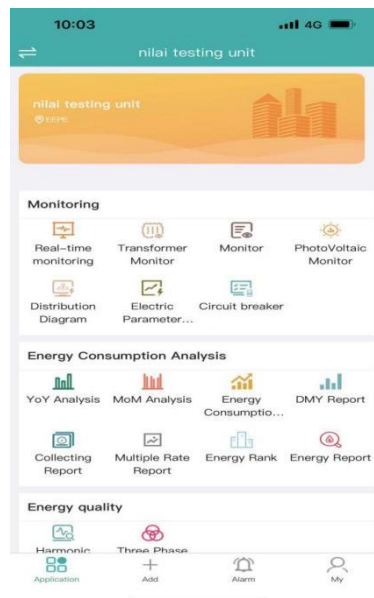 10:03
4G
nilai testing unit
nilai testing unit
EEME
Monitoring
Real-time monitoring
Transformer Monitor
Monitor
PhotoVoltaic Monitor
Distribution Diagram
Electric Parameter...
Circuit breaker
Energy Consumption Analysis
YoY Analysis
MoM Analysis
Energy Consumptio...
DMY Report
Collecting Report
Multiple Rate Report
Energy Rank
Energy Report
Energy quality
Harmonic
Three Phase
Application
Add
Alarm
My